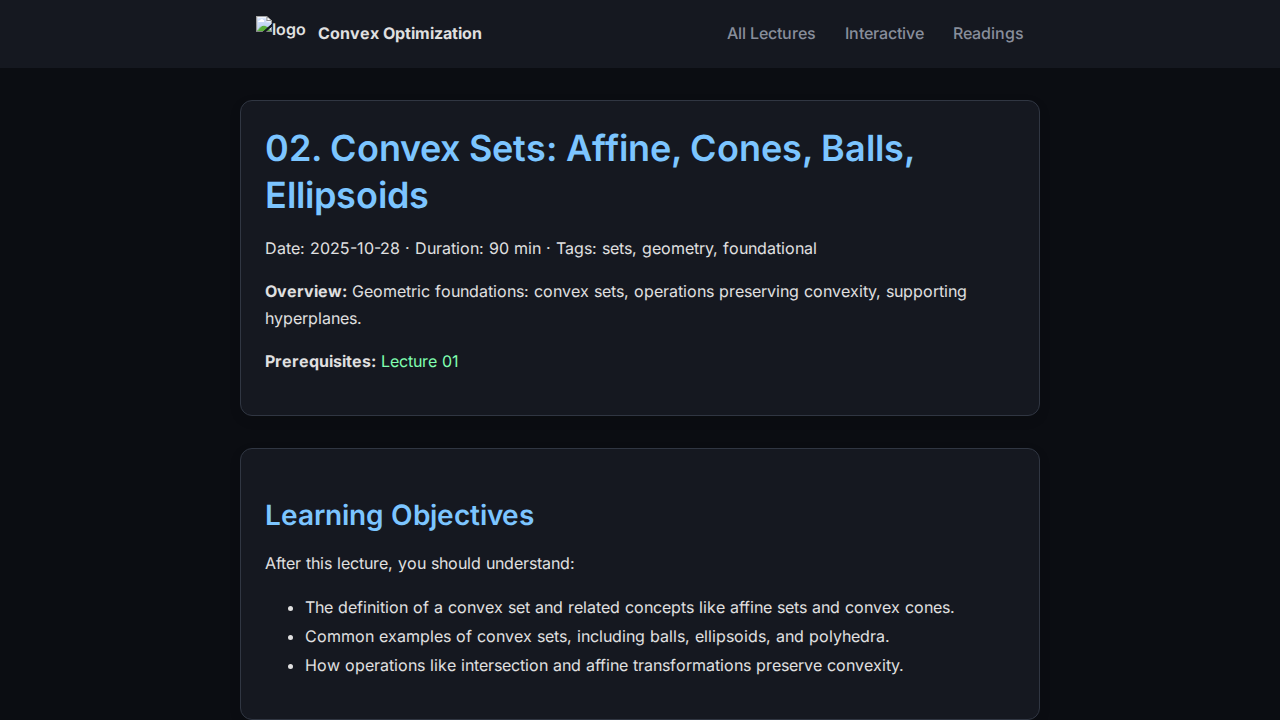 logo Convex Optimization All Lectures Interactive Readings
02. Convex Sets: Affine, Cones, Balls,
Ellipsoids
Date: 2025-10-28 · Duration: 90 min · Tags: sets, geometry, foundational
Overview: Geometric foundations: convex sets, operations preserving convexity, supporting
hyperplanes.
Prerequisites: Lecture 01
Learning Objectives
After this lecture, you should understand:
• The definition of a convex set and related concepts like affine sets and convex cones.
• Common examples of convex sets, including balls, ellipsoids, and polyhedra.
• How operations like intersection and affine transformations preserve convexity.